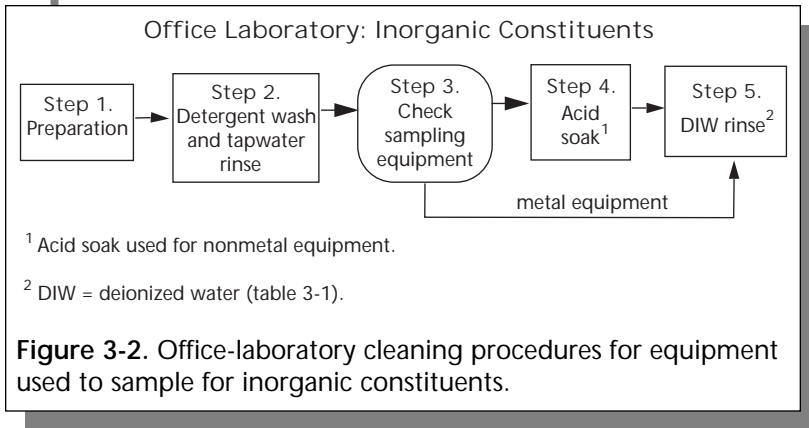 Office Laboratory: Inorganic Constituents
Step 1.
Preparation
Step 2.
Detergent wash
and tapwater
rinse
Step 3.
Check
sampling
equipment
Step 4.
Acid
soak1
Step 5.
DIW rinse2
metal equipment
1 Acid soak used for nonmetal equipment.
2 DIW = deionized water (table 3-1).
Figure 3-2. Office-laboratory cleaning procedures for equipment
used to sample for inorganic constituents.